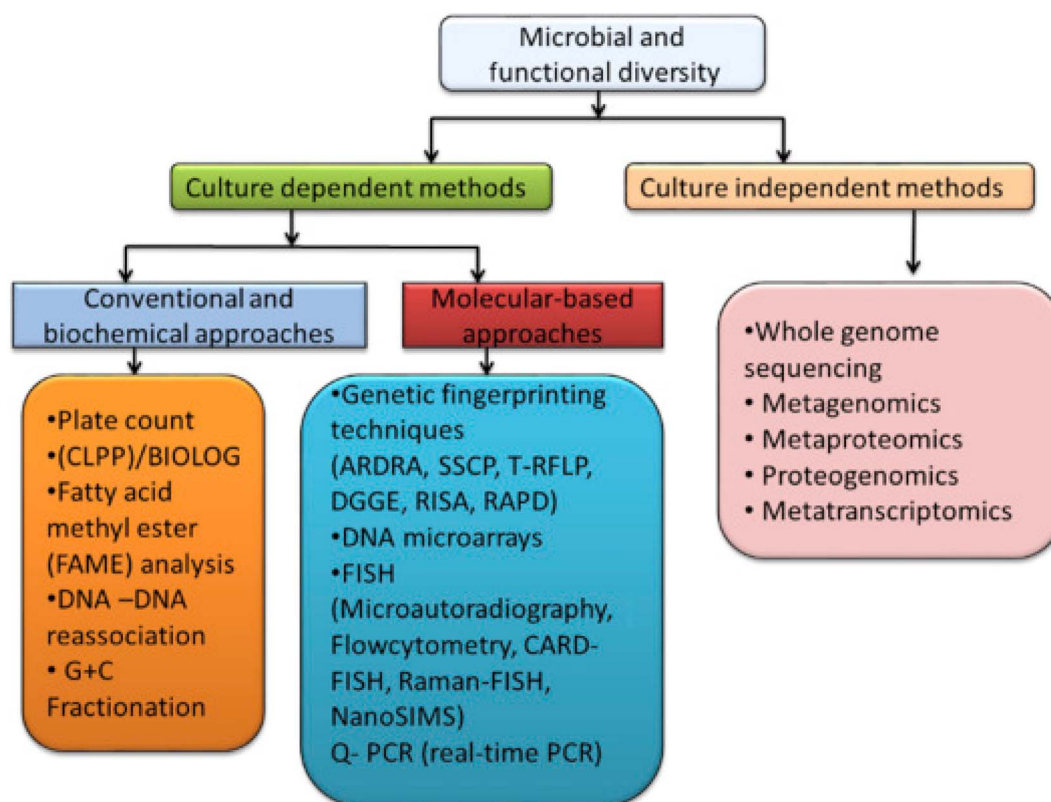 Microbial and
functional diversity
Culture dependent methods
Culture independent methods
Conventional and
biochemical approaches
Molecular-based
approaches
•Plate count
•(CLPP)/BIOLOG
•Fatty acid
methyl ester
(FAME) analysis
•DNA –DNA
reassociation
• G+C
Fractionation
•Genetic fingerprinting
techniques
(ARDRA, SSCP, T-RFLP,
DGGE, RISA, RAPD)
•DNA microarrays
•FISH
(Microautoradiography,
Flowcytometry, CARD-
FISH, Raman-FISH,
NanoSIMS)
Q- PCR (real-time PCR)
•Whole genome
sequencing
• Metagenomics
• Metaproteomics
• Proteogenomics
• Metatranscriptomics